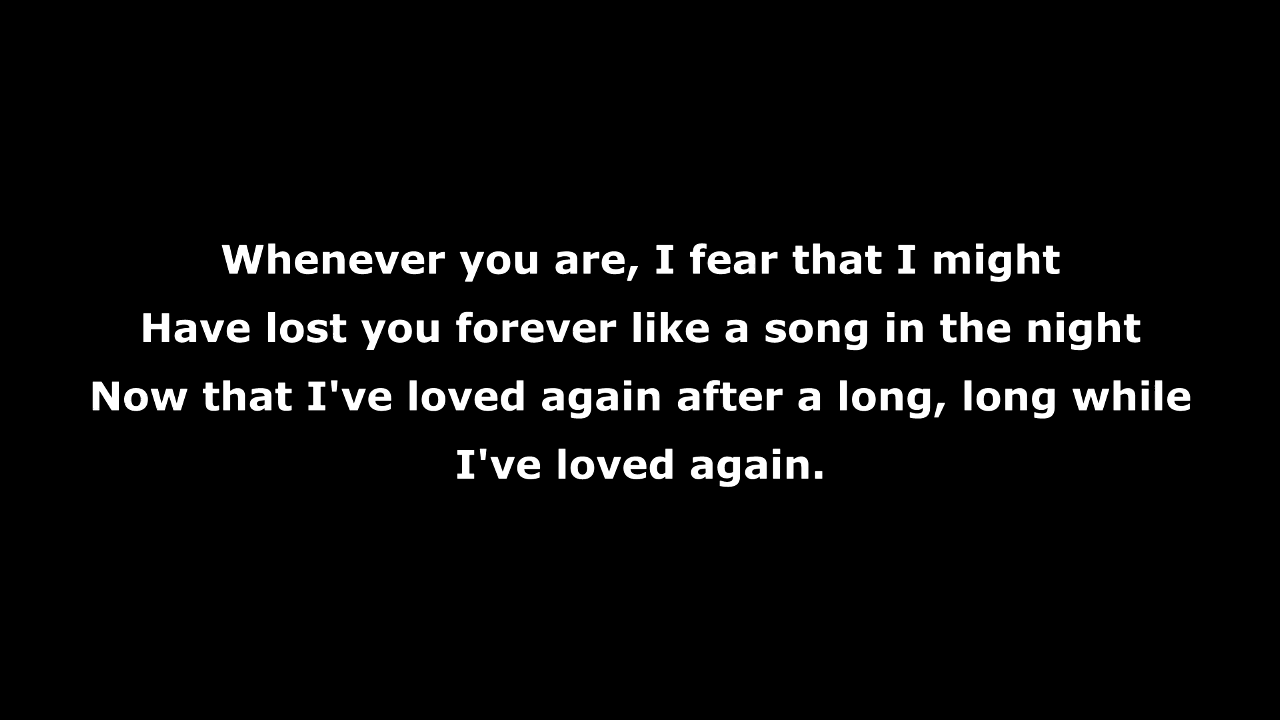 Whenever you are, I fear that I might
Have lost you forever like a song in the night
Now that I've loved again after a long, long while
I've loved again.